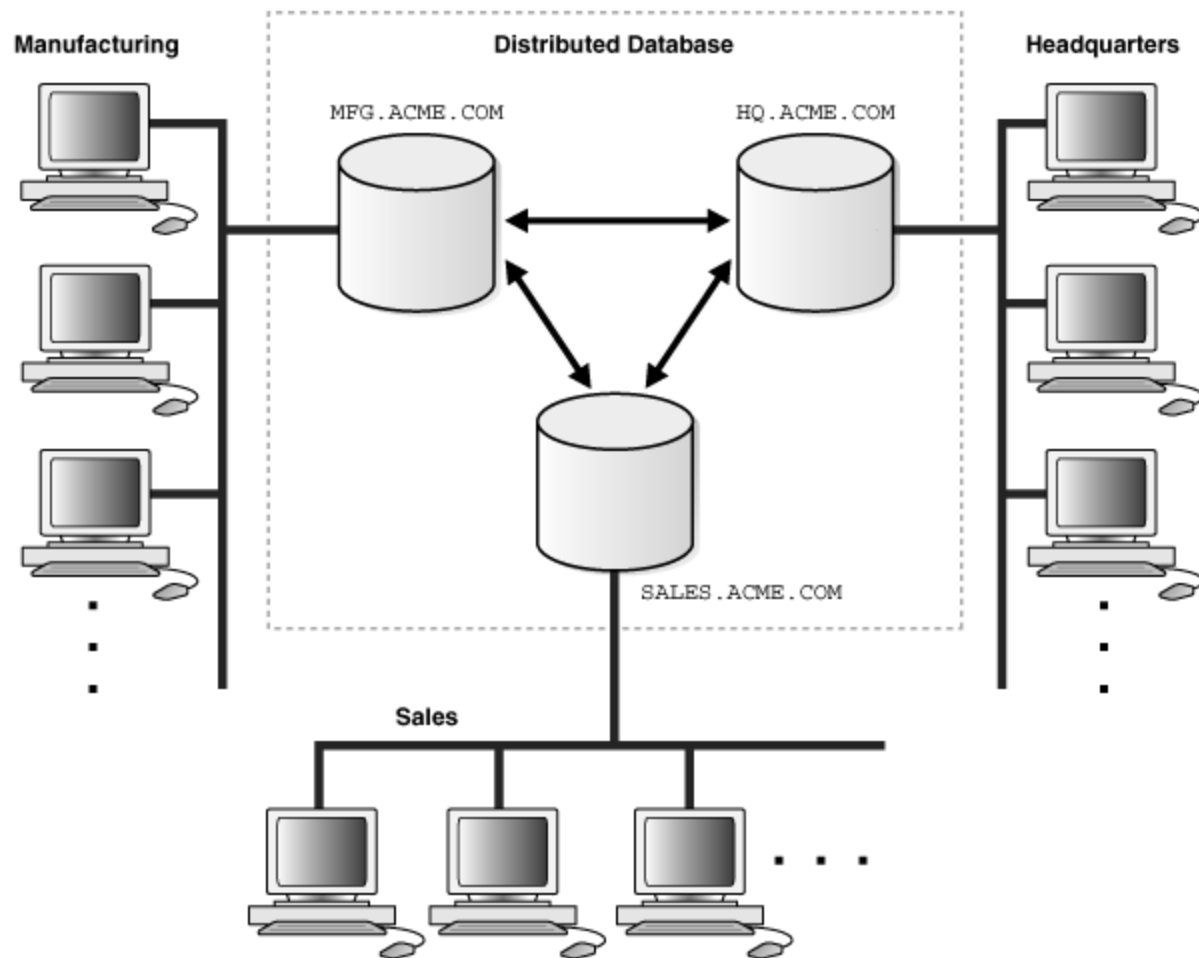 Manufacturing
Distributed Database
Headquarters
MFG.ACME.COM
HQ.ACME.COM
SALES.ACME.COM
Sales